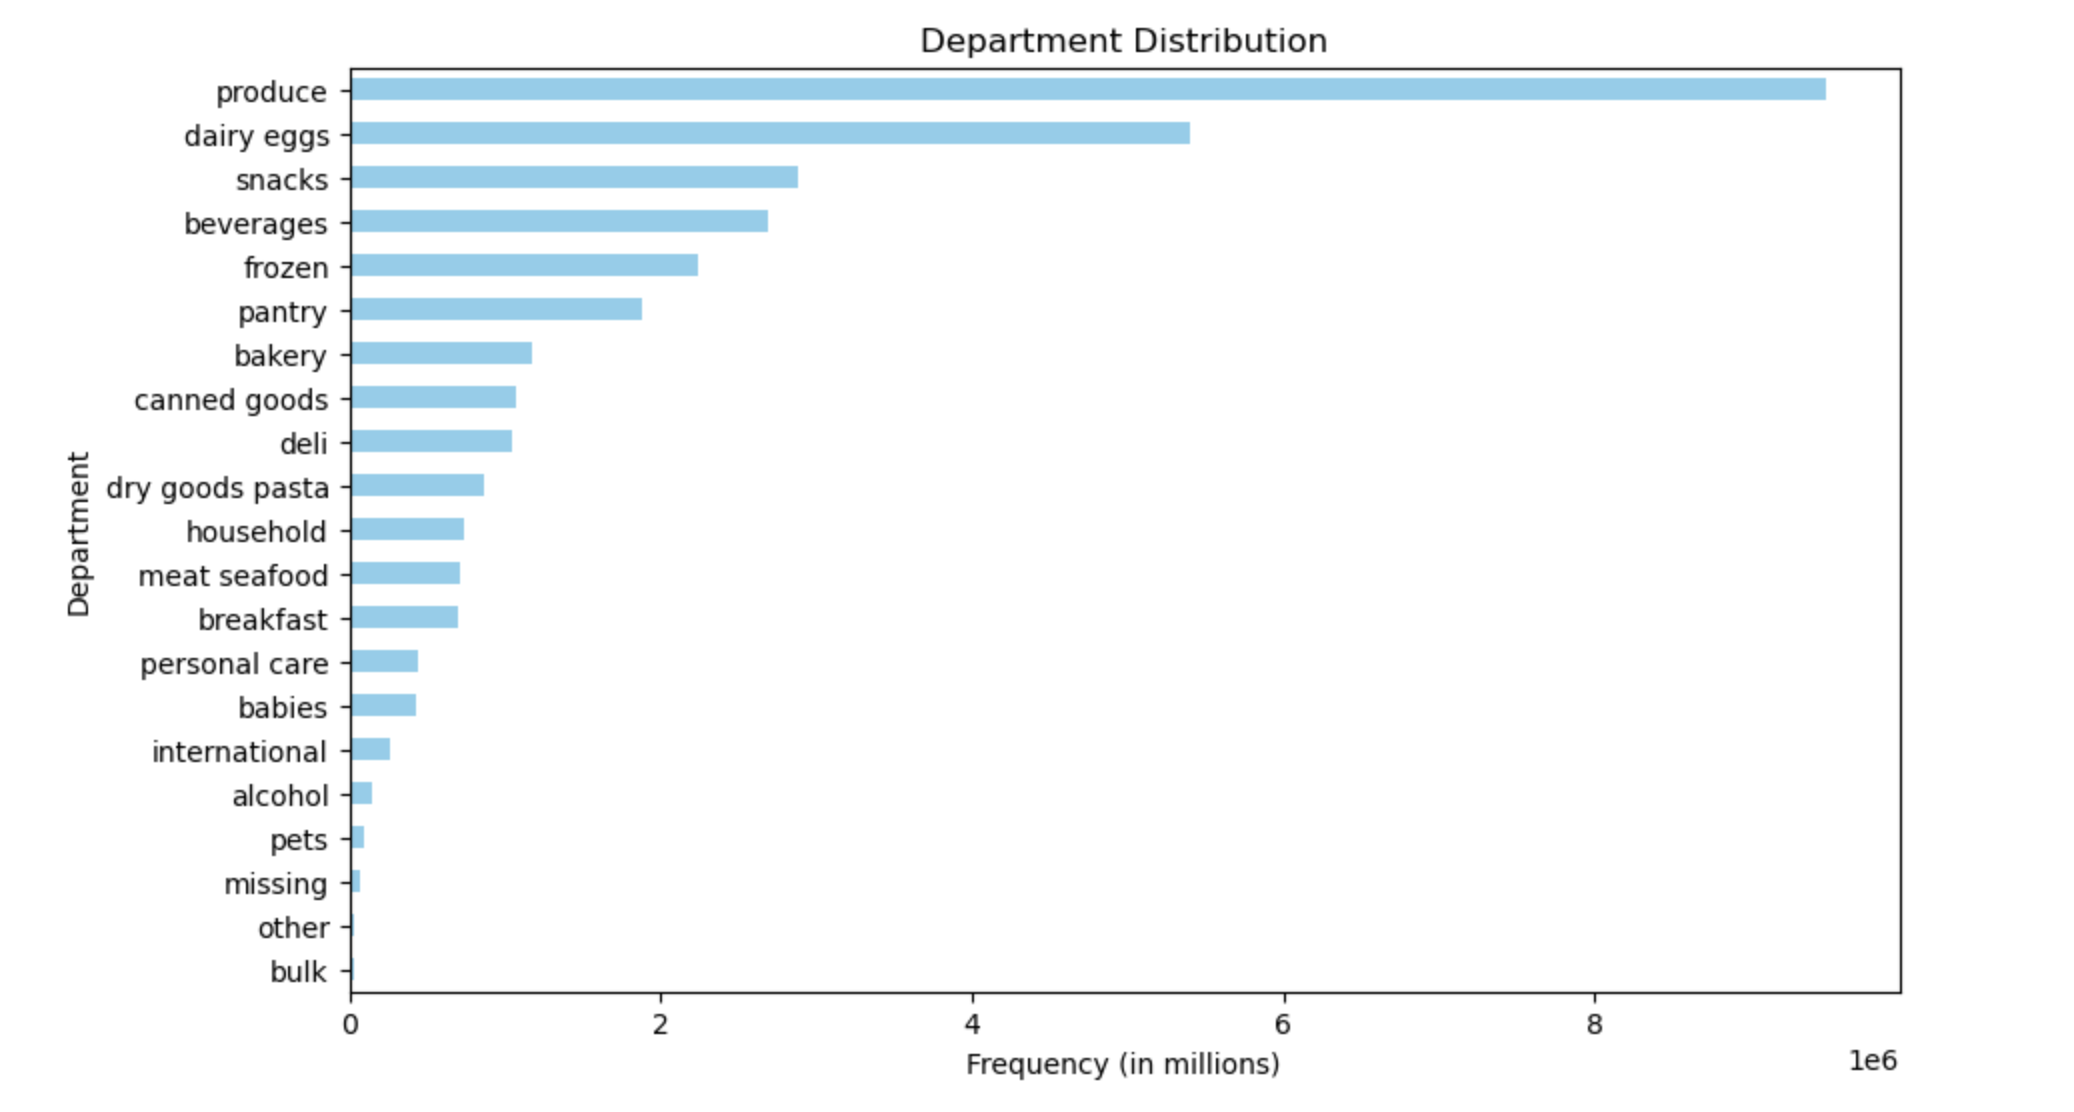 Department Distribution
produce
dairy eggs
snacks
beverages
frozen
pantry
bakery
canned goods
deli
dry goods pasta
household
meat seafood
breakfast
personal care
babies
international
alcohol
pets
missing
other
bulk
Department
0 2 4 6 8
Frequency (in millions)
1e6